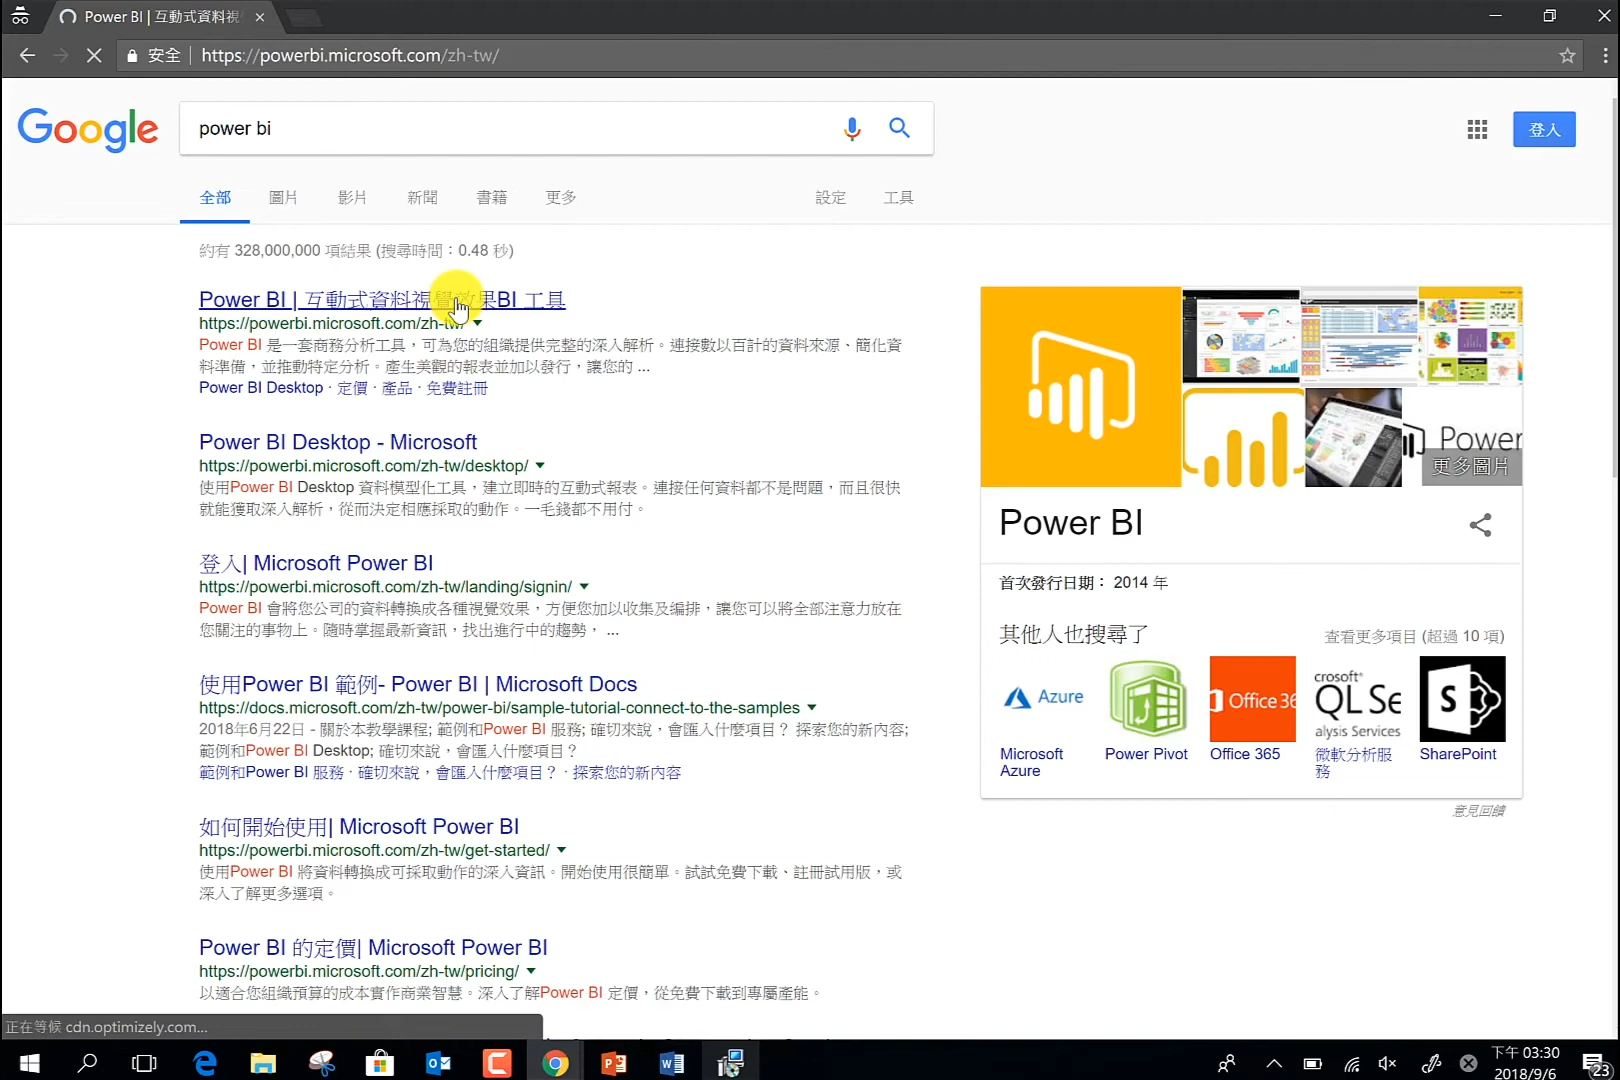 Power BI | 互動式資料視
安全 https://powerbi.microsoft.com/zh-tw/
Google
power bi
登入
全部 圖片 影片 新聞 書籍 更多 設定 工具
約有 328,000,000 項結果 (搜尋時間：0.48 秒)
Power BI | 互動式資料視覺效果BI 工具
https://powerbi.microsoft.com/zh-tw/
Power BI 是一套商務分析工具，可為您的組織提供完整的深入解析。連接數以百計的資料來源、簡化資
料準備，並推動特定分析。產生美觀的報表並加以發行，讓您的 ...
Power BI Desktop · 定價 · 產品 · 免費註冊
Power BI Desktop - Microsoft
https://powerbi.microsoft.com/zh-tw/desktop/
使用Power BI Desktop 資料模型化工具，建立即時的互動式報表。連接任何資料都不是問題，而且很快
就能獲取深入解析，從而決定相應採取的動作。一毛錢都不用付。
登入| Microsoft Power BI
https://powerbi.microsoft.com/zh-tw/landing/signin/
Power BI 會將您公司的資料轉換成各種視覺效果，方便您加以收集及編排，讓您可以將全部注意力放在
您關注的事物上。隨時掌握最新資訊，找出進行中的趨勢， ...
使用Power BI 範例- Power BI | Microsoft Docs
https://docs.microsoft.com/zh-tw/power-bi/sample-tutorial-connect-to-the-samples
2018年6月22日 - 關於本教學課程; 範例和Power BI 服務; 確切來說，會匯入什麼項目？ 探索您的新內容;
範例和Power BI Desktop; 確切來說，會匯入什麼項目？
範例和Power BI 服務 · 確切來說，會匯入什麼項目？ · 探索您的新內容
如何開始使用| Microsoft Power BI
https://powerbi.microsoft.com/zh-tw/get-started/
使用Power BI 將資料轉換成可採取動作的深入資訊。開始使用很簡單。試試免費下載、註冊試用版，或
深入了解更多選項。
Power BI 的定價| Microsoft Power BI
https://powerbi.microsoft.com/zh-tw/pricing/
以適合您組織預算的成本實作商業智慧。深入了解Power BI 定價，從免費下載到專屬產能。
Power
更多圖片
Power BI
首次發行日期： 2014 年
其他人也搜尋了 查看更多項目 (超過 10 項)
Azure
Office 36
crosoft®
QL Se
alysis Services
Microsoft Azure
Power Pivot
Office 365
微軟分析服務
SharePoint
意見回饋
正在等候 cdn.optimizely.com...
下午 03:30
2018/9/6
23